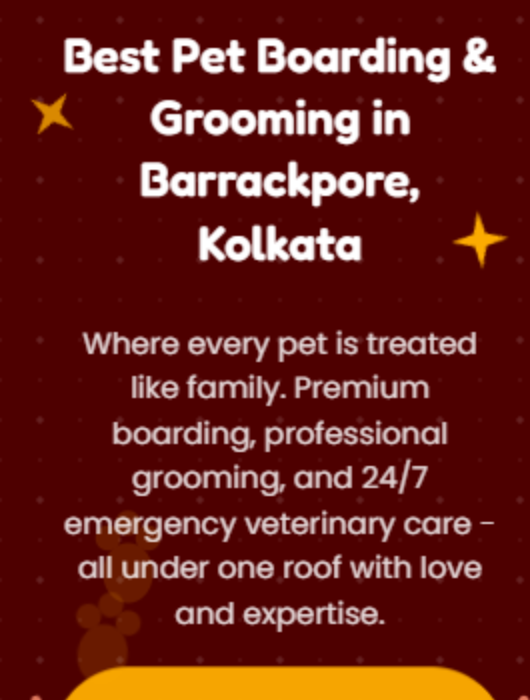 Best Pet Boarding &
Grooming in
Barrackpore,
Kolkata
Where every pet is treated
like family. Premium
boarding, professional
grooming, and 24/7
emergency veterinary care –
all under one roof with love
and expertise.